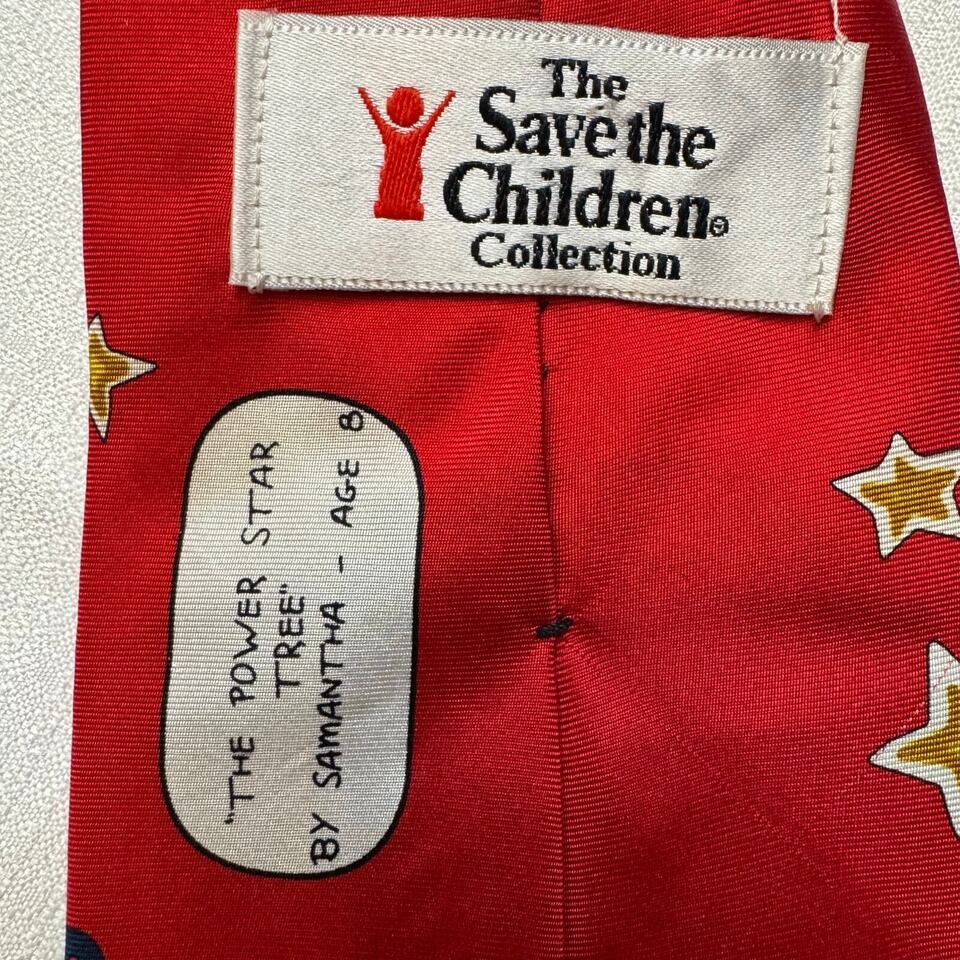 The
Save the
Children®
Collection
"THE POWER STAR
TREE"
BY SAMANTHA - AGE 8